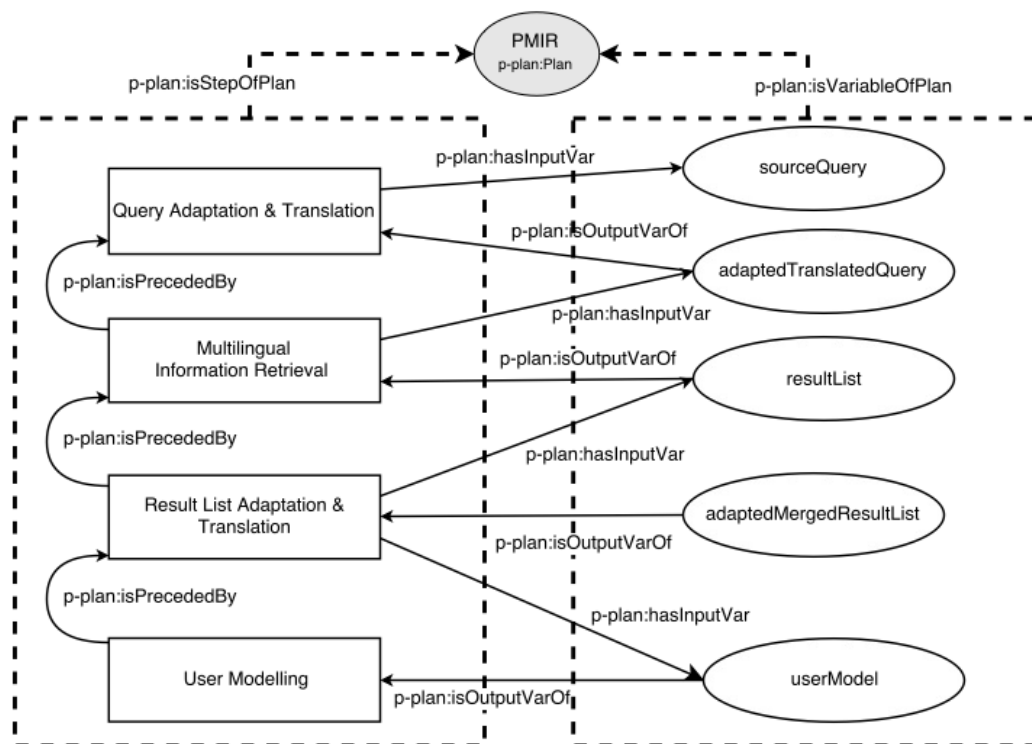 PMIR
p-plan:Plan
p-plan:isStepOfPlan
p-plan:isVariableOfPlan
p-plan:hasInputVar
sourceQuery
Query Adaptation & Translation
p-plan:isOutputVarOf
adaptedTranslatedQuery
p-plan:isPrecededBy
p-plan:hasInputVar
Multilingual
Information Retrieval
p-plan:isOutputVarOf
resultList
p-plan:isPrecededBy
p-plan:hasInputVar
Result List Adaptation &
Translation
adaptedMergedResultList
p-plan:isOutputVarOf
p-plan:isPrecededBy
p-plan:hasInputVar
User Modelling
userModel
p-plan:isOutputVarOf